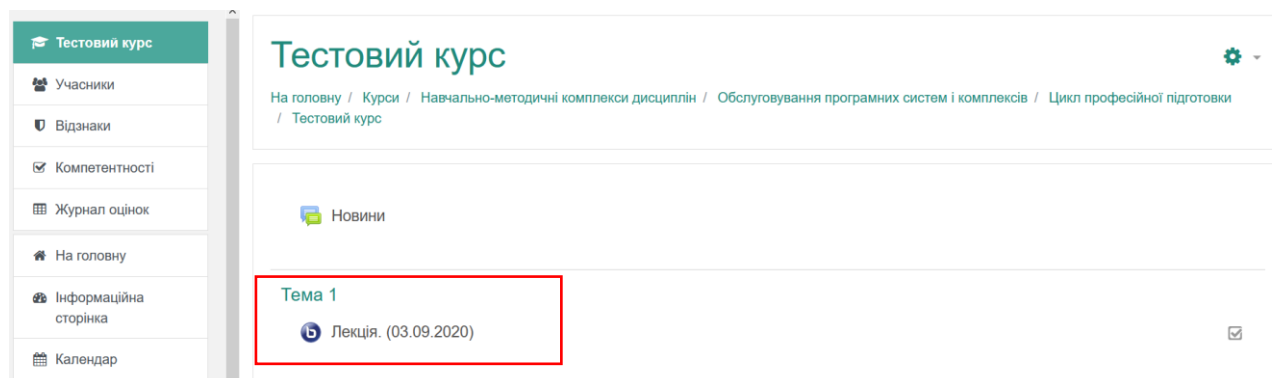 Тестовий курс
Учасники
Відзнаки
Компетентності
Журнал оцінок
На головну
Інформаційна
сторінка
Календар
Тестовий курс
На головну / Курси / Навчально-методичні комплекси дисциплін / Обслуговування програмних систем і комплексів / Цикл професійної підготовки
/ Тестовий курс
Новини
Тема 1
Лекція. (03.09.2020)